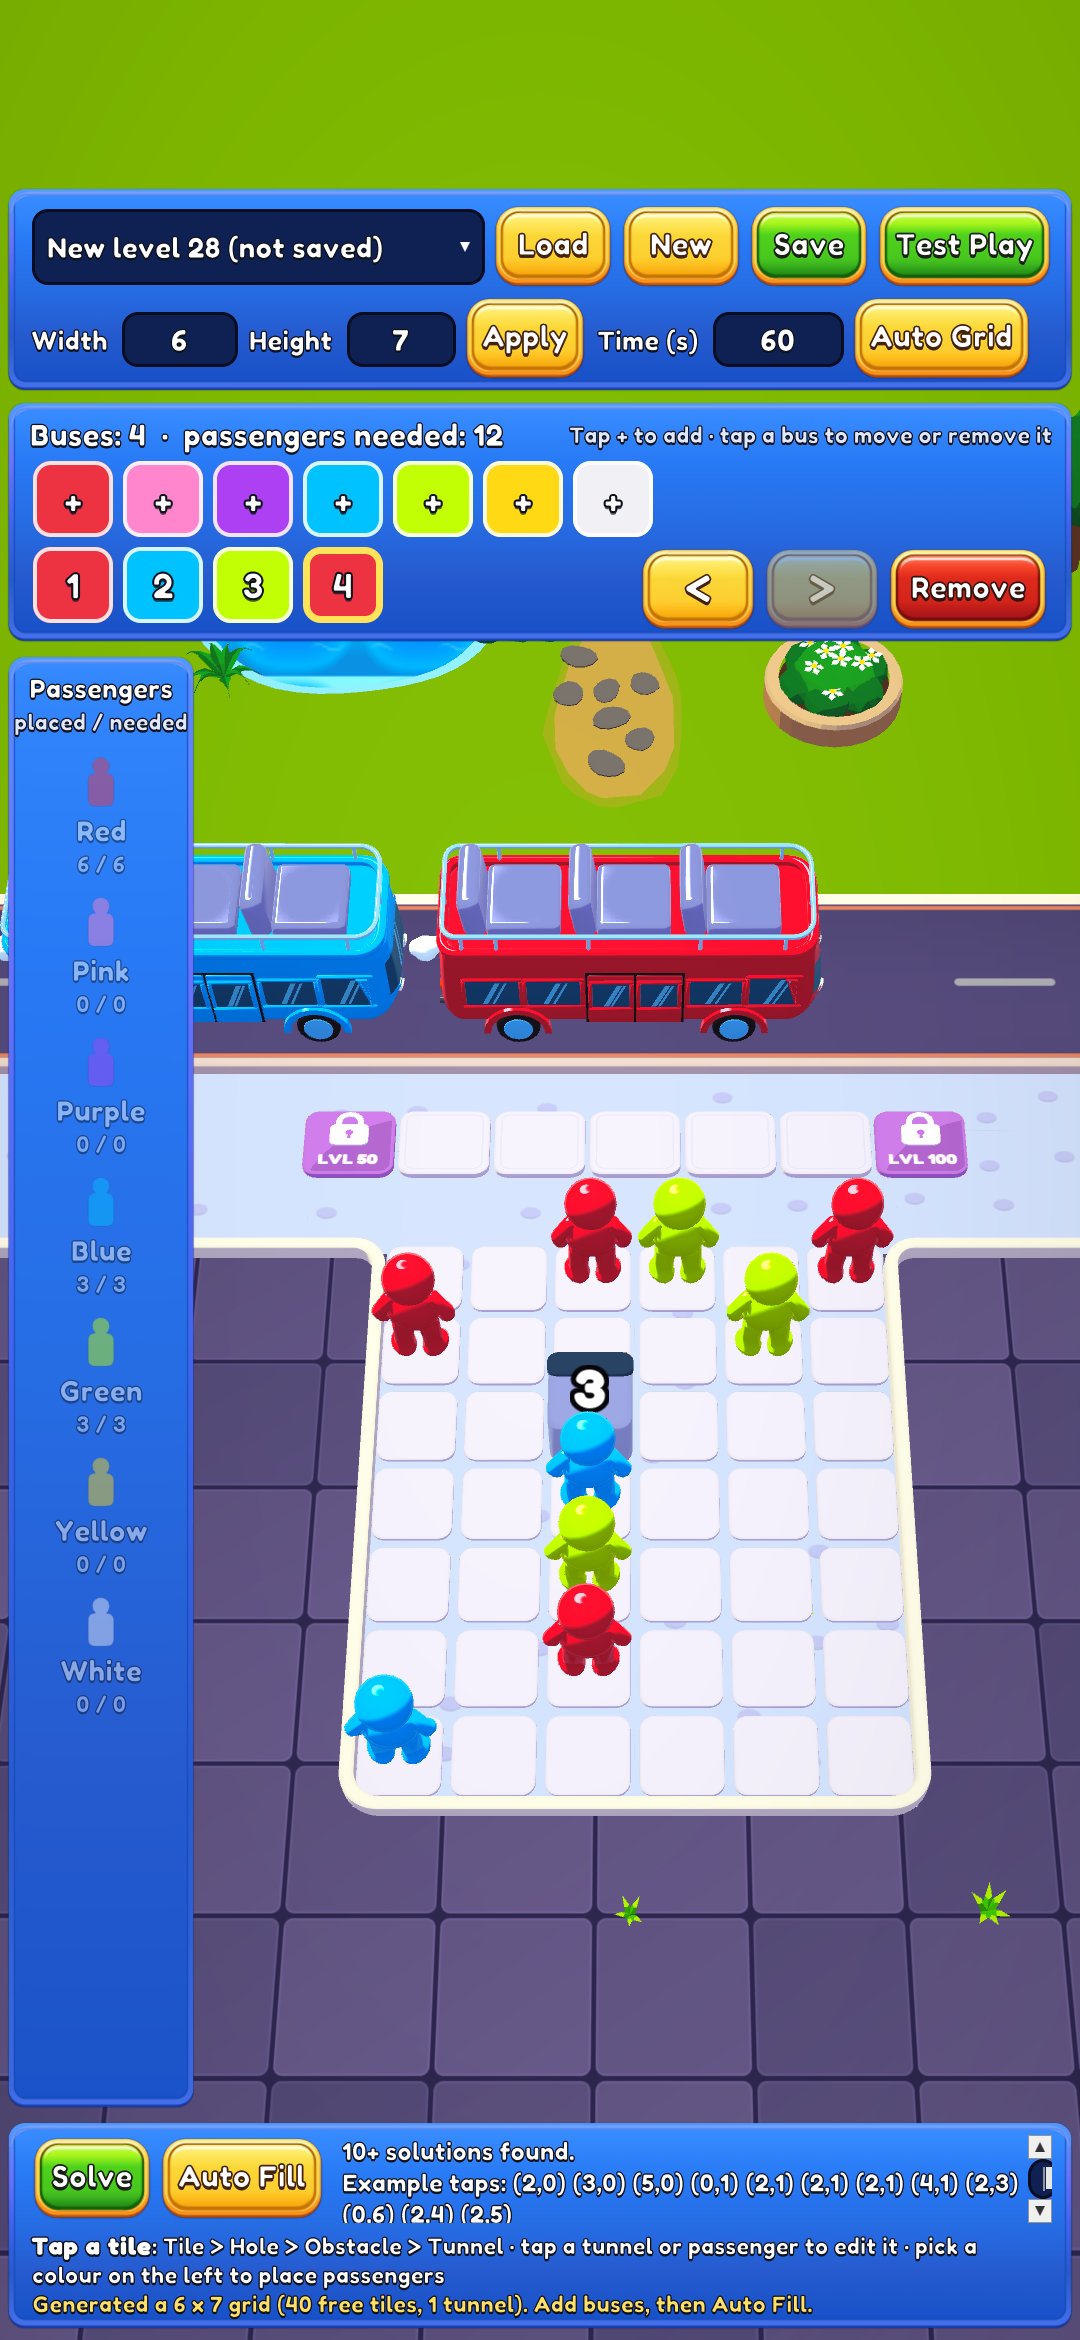 New level 28 (not saved)
Load
New
Save
Test Play
Width
6
Height
7
Apply
Time (s)
60
Auto Grid
Buses: 4 · passengers needed: 12
Tap + to add · tap a bus to move or remove it
+ + + + + + +
1 2 3 4
<
>
Remove
Passengers
placed / needed
Red
6 / 6
Pink
0 / 0
Purple
0 / 0
Blue
3 / 3
Green
3 / 3
Yellow
0 / 0
White
0 / 0
LVL 50
LVL 100
3
Solve
Auto Fill
10+ solutions found.
Example taps: (2,0) (3,0) (5,0) (0,1) (2,1) (2,1) (2,1) (4,1) (2,3)
(0,6) (2,4) (2,5)
Tap a tile: Tile > Hole > Obstacle > Tunnel · tap a tunnel or passenger to edit it · pick a
colour on the left to place passengers
Generated a 6 x 7 grid (40 free tiles, 1 tunnel). Add buses, then Auto Fill.